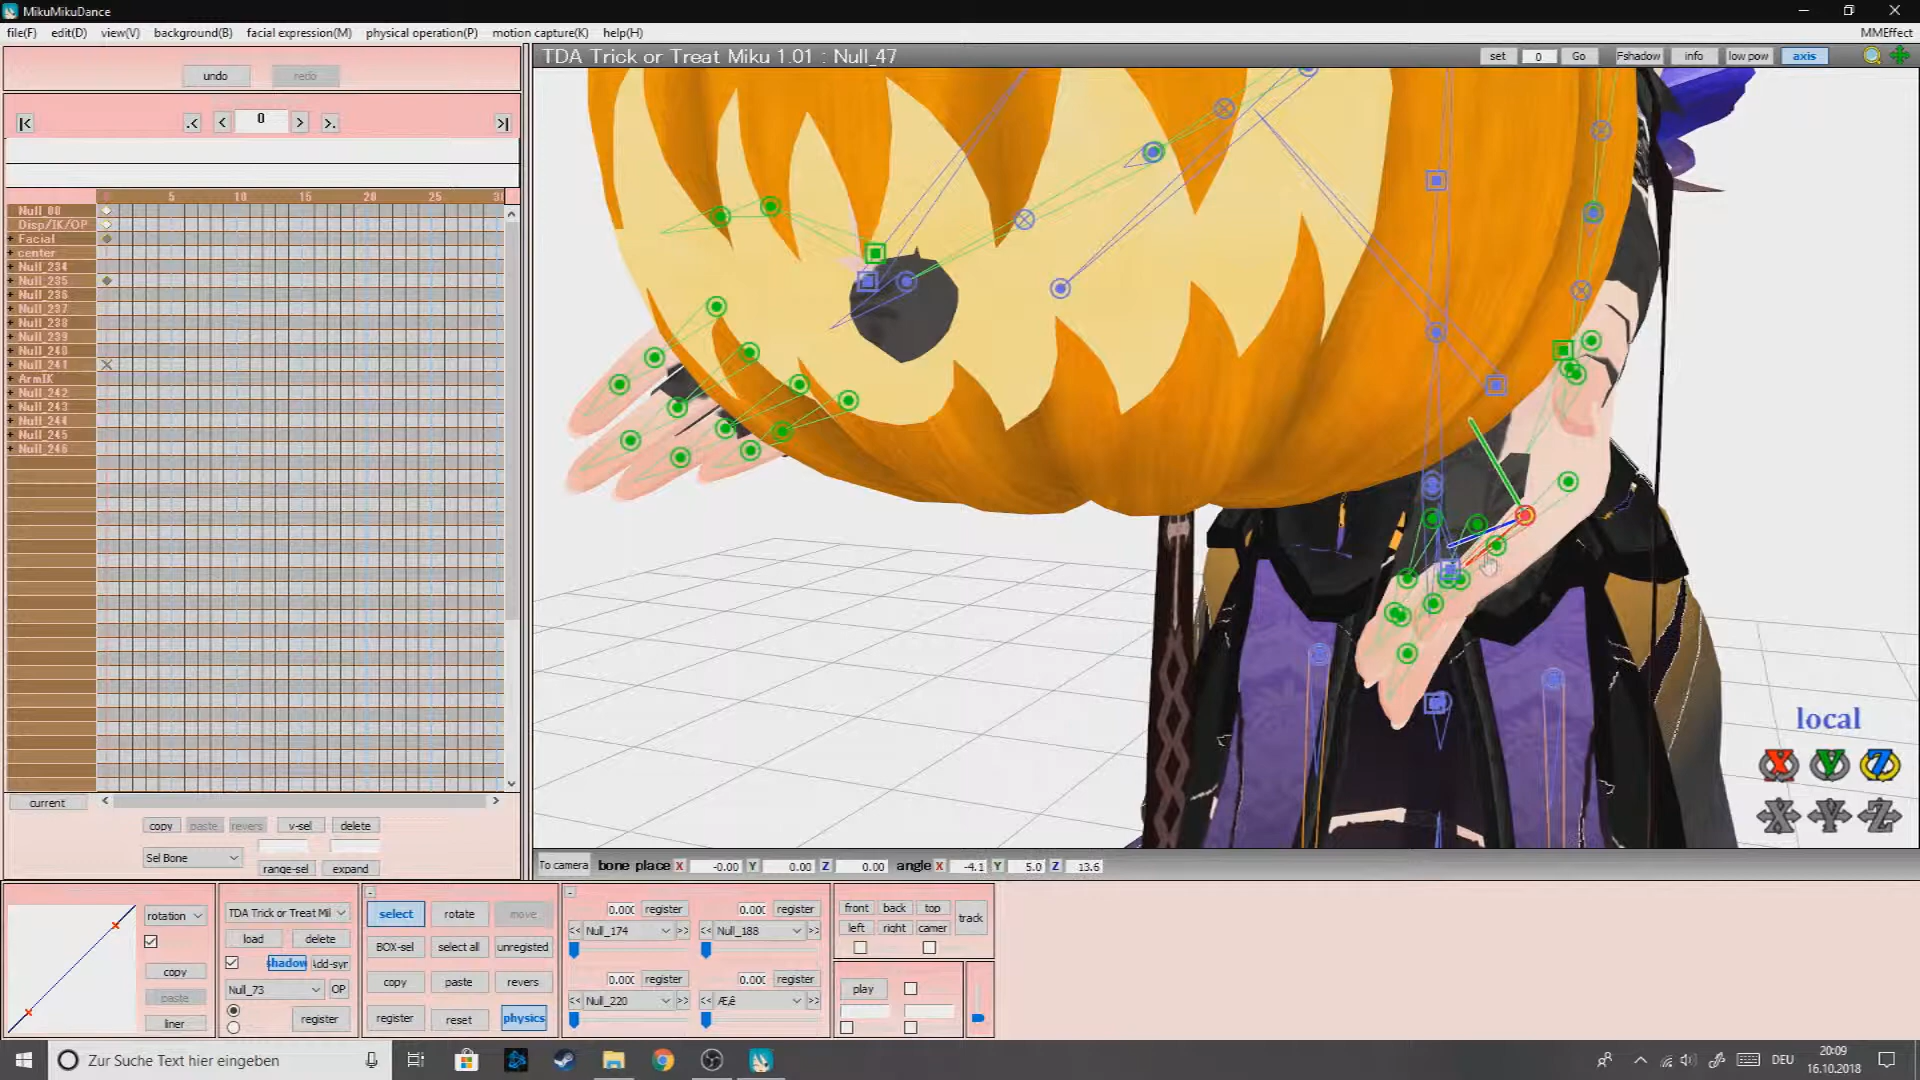 MikuMikuDance
file(F) edit(D) view(V) background(B) facial expression(M) physical operation(P) motion capture(K) help(H) MMEffect
TDA Trick or Treat Miku 1.01 : Null_47 set 0 Go Fshadow info low pow axis
undo redo
|< .< < 0 > >. >|
5 10 15 20 25
Null_00
Disp/IK/OP
Facial
center
Null_234
Null_235
Null_236
Null_237
Null_238
Null_239
Null_240
Null_241
ArmIK
Null_242
Null_243
Null_244
Null_245
Null_246
local
X Y Z
X Y Z
current
copy paste revers v-sel delete
Sel Bone
range-sel expand
To camera bone place X -0.00 Y 0.00 Z 0.00 angle X -4.1 Y 5.0 Z 13.6
rotation
copy
paste
liner
TDA Trick or Treat Mil
load delete
shadow
Null_73 OP
register
select rotate move
BOX-sel select all unregisted
copy paste revers
register reset physics
0.00 register 0.00 register
<< Null_174 >> << Null_188 >>
0.00 register 0.00 register
<< Null_220 >> << Æ,ê >>
front back top track
left right camer
play
Zur Suche Text hier eingeben
DEU
20:09
16.10.2018